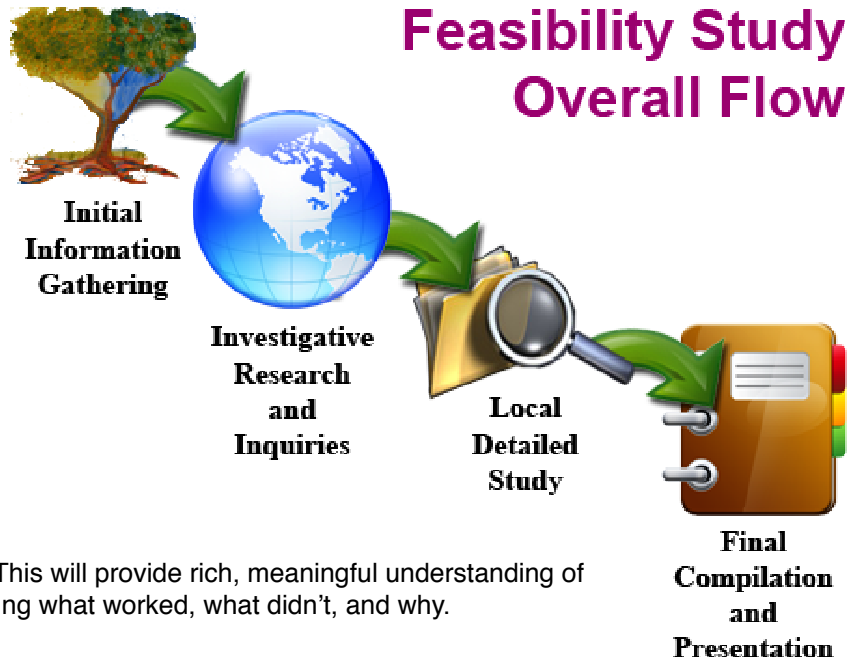 Feasibility Study
Overall Flow
Initial
Information
Gathering
Investigative
Research
and
Inquiries
Local
Detailed
Study
Final
Compilation
and
Presentation
This will provide rich, meaningful understanding of
ing what worked, what didn't, and why.